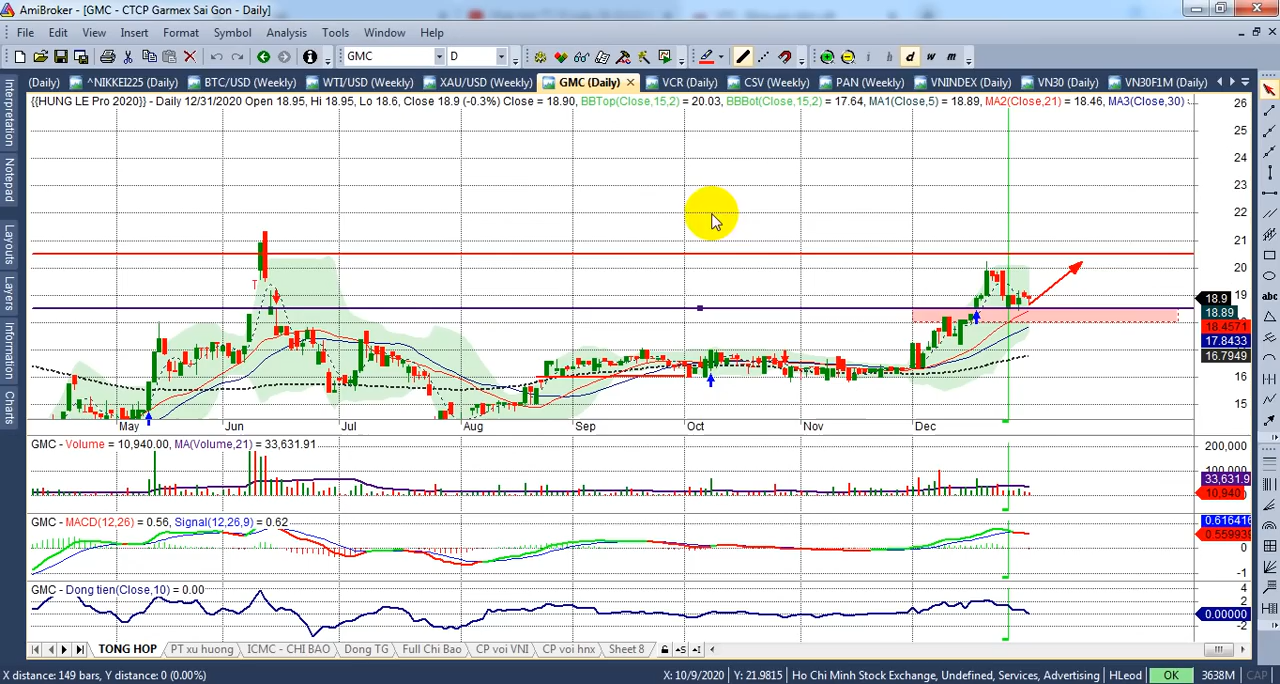 AmiBroker - [GMC - CTCP Garmex Sai Gon - Daily]
File Edit View Insert Format Symbol Analysis Tools Window Help
GMC D i h d w m
(Daily) ^NIKKEI225 (Daily) BTC/USD (Weekly) WTI/USD (Weekly) XAU/USD (Weekly) GMC (Daily) VCR (Daily) CSV (Weekly) PAN (Weekly) VNINDEX (Daily) VN30 (Daily) VN30F1M (Daily)
{{HUNG LE Pro 2020}} - Daily 12/31/2020 Open 18.95, Hi 18.95, Lo 18.6, Close 18.9 (-0.3%) Close = 18.90, BBTop(Close,15,2) = 20.03, BBBot(Close,15,2) = 17.64, MA1(Close,5) = 18.89, MA2(Close,21) = 18.46, MA3(Close,30)
Interpretation
Notepad
Layouts
Layers
Information
Charts
26
25
24
23
22
21
20
19
18.9
18.89
18.4571
17.8433
16.7949
16
15
T
abc
May Jun Jul Aug Sep Oct Nov Dec
GMC - Volume = 10,940.00, MA(Volume,21) = 33,631.91
200,000
100,000
33,631.9
10,940
GMC - MACD(12,26) = 0.56, Signal(12,26,9) = 0.62
0.616416
0.559939
0
-1
GMC - Dong tien(Close,10) = 0.00
4
2
0.00000
-2
TONG HOP PT xu huong ICMC - CHI BAO Dong TG Full Chi Bao CP voi VNI CP voi hnx Sheet 8
X distance: 149 bars, Y distance: 0 (0.00%) X: 10/9/2020 Y: 21.9815 Ho Chi Minh Stock Exchange, Undefined, Services, Advertising HLeod OK 3638M CAP